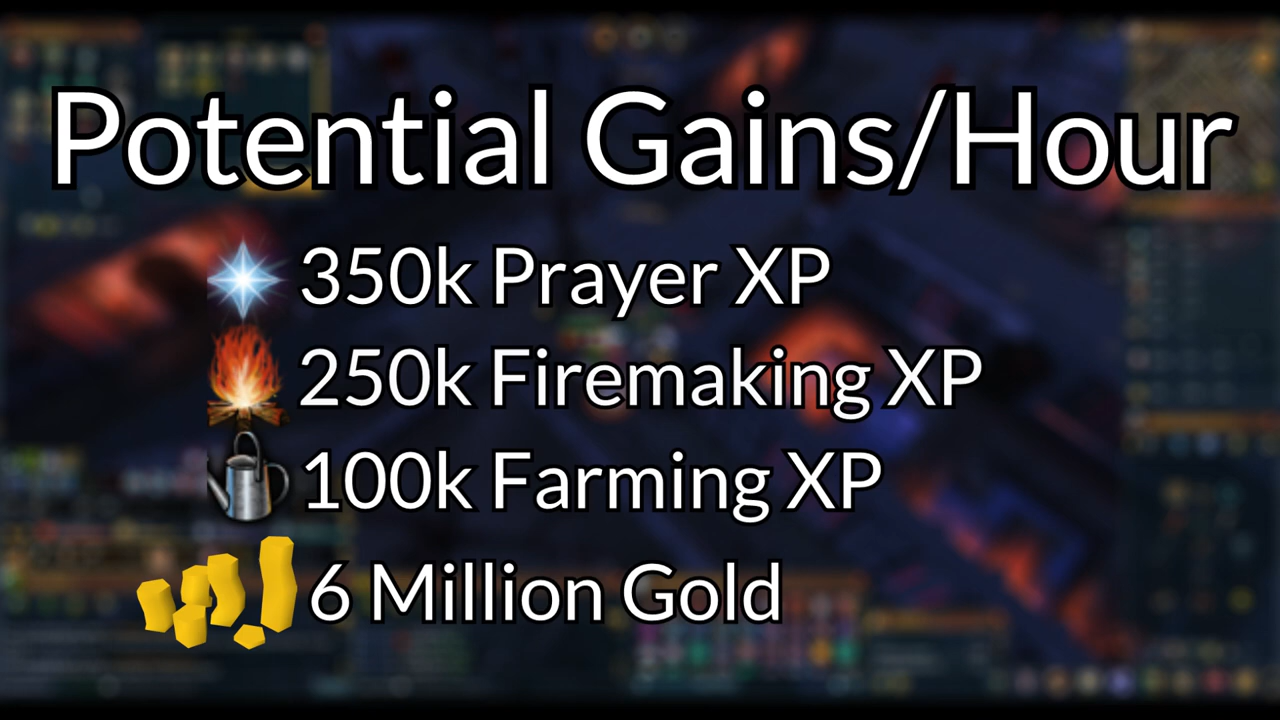 Potential Gains/Hour
350k Prayer XP
250k Firemaking XP
100k Farming XP
6 Million Gold